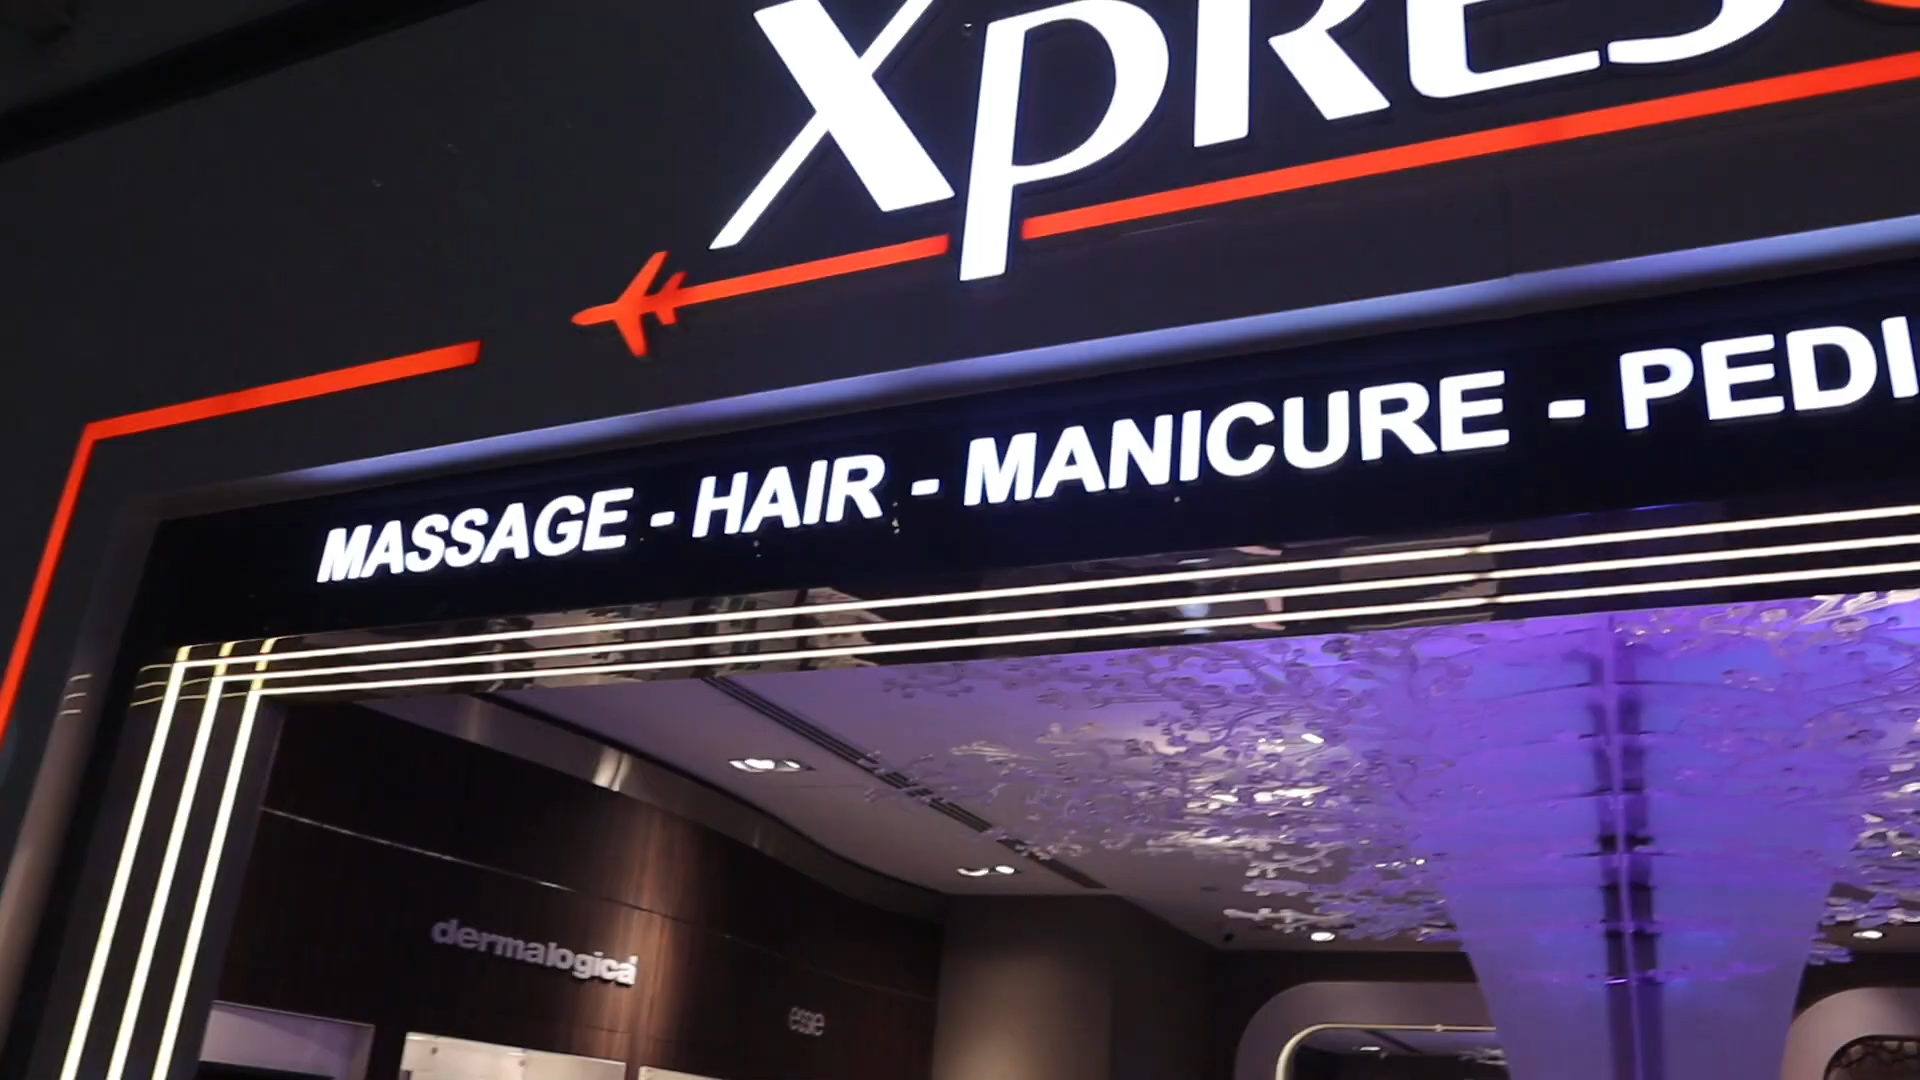 XPRES
MASSAGE - HAIR - MANICURE - PEDI
dermalogica
esse